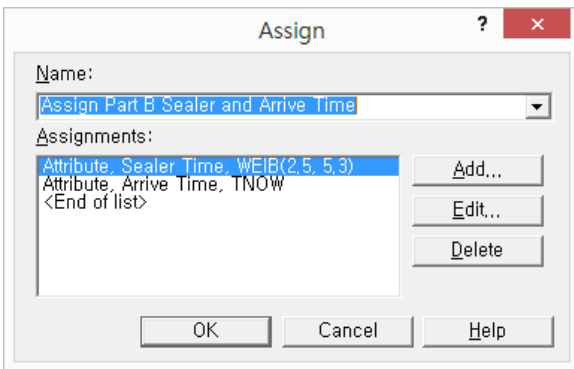 Assign
?
×
Name:
Assign Part B Sealer and Arrive Time
Assignments:
Attribute, Sealer Time, WEIB(2,5, 5,3)
Attribute, Arrive Time, TNOW
<End of list>
Add...
Edit...
Delete
OK
Cancel
Help